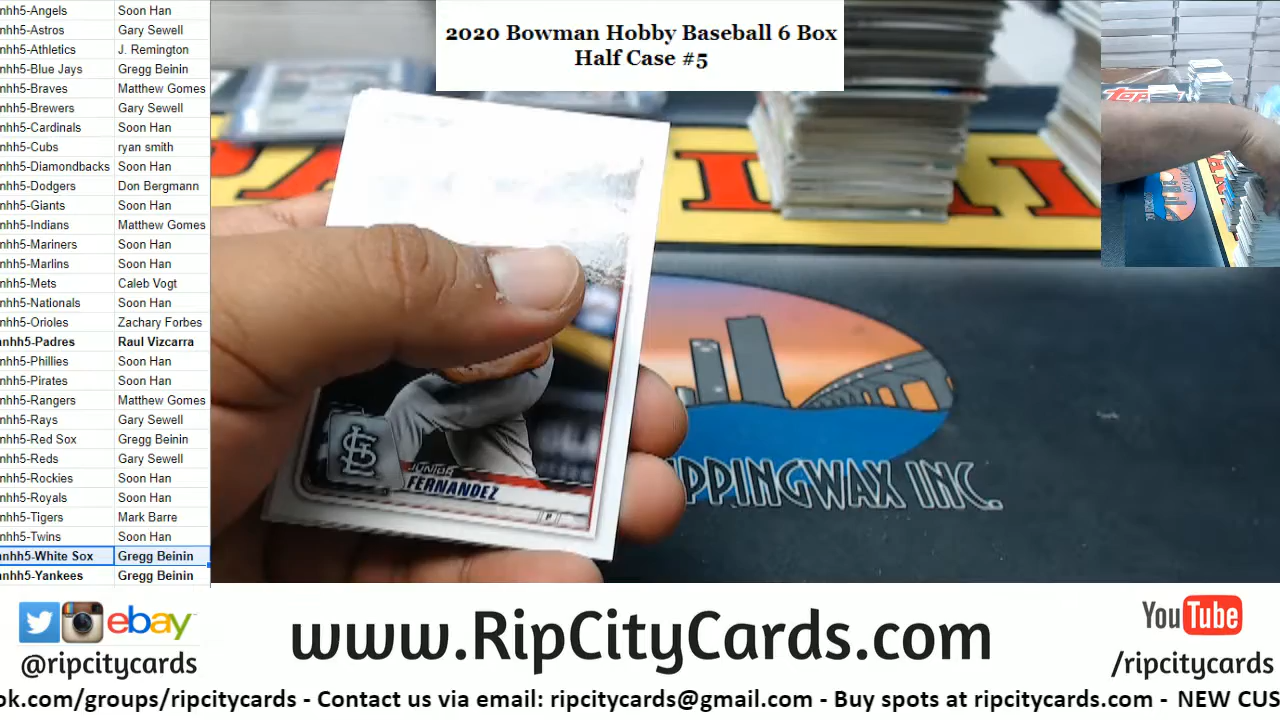 nhh5-Angels Soon Han
nhh5-Astros Gary Sewell
nhh5-Athletics J. Remington
nhh5-Blue Jays Gregg Beinin
nhh5-Braves Matthew Gomes
nhh5-Brewers Gary Sewell
nhh5-Cardinals Soon Han
nhh5-Cubs ryan smith
nhh5-Diamondbacks Soon Han
nhh5-Dodgers Don Bergmann
nhh5-Giants Soon Han
nhh5-Indians Matthew Gomes
nhh5-Mariners Soon Han
nhh5-Marlins Soon Han
nhh5-Mets Caleb Vogt
nhh5-Nationals Soon Han
nhh5-Orioles Zachary Forbes
nhh5-Padres Raul Vizcarra
nhh5-Phillies Soon Han
nhh5-Pirates Soon Han
nhh5-Rangers Matthew Gomes
nhh5-Rays Gary Sewell
nhh5-Red Sox Gregg Beinin
nhh5-Reds Gary Sewell
nhh5-Rockies Soon Han
nhh5-Royals Soon Han
nhh5-Tigers Mark Barre
nhh5-Twins Soon Han
nhh5-White Sox Gregg Beinin
nhh5-Yankees Gregg Beinin
2020 Bowman Hobby Baseball 6 Box
Half Case #5
JUNIOR
FERNANDEZ
P
PPINGWAX INC.
ebay
@ripcitycards
www.RipCityCards.com
YouTube
/ripcitycards
ok.com/groups/ripcitycards - Contact us via email: ripcitycards@gmail.com - Buy spots at ripcitycards.com - NEW CUS